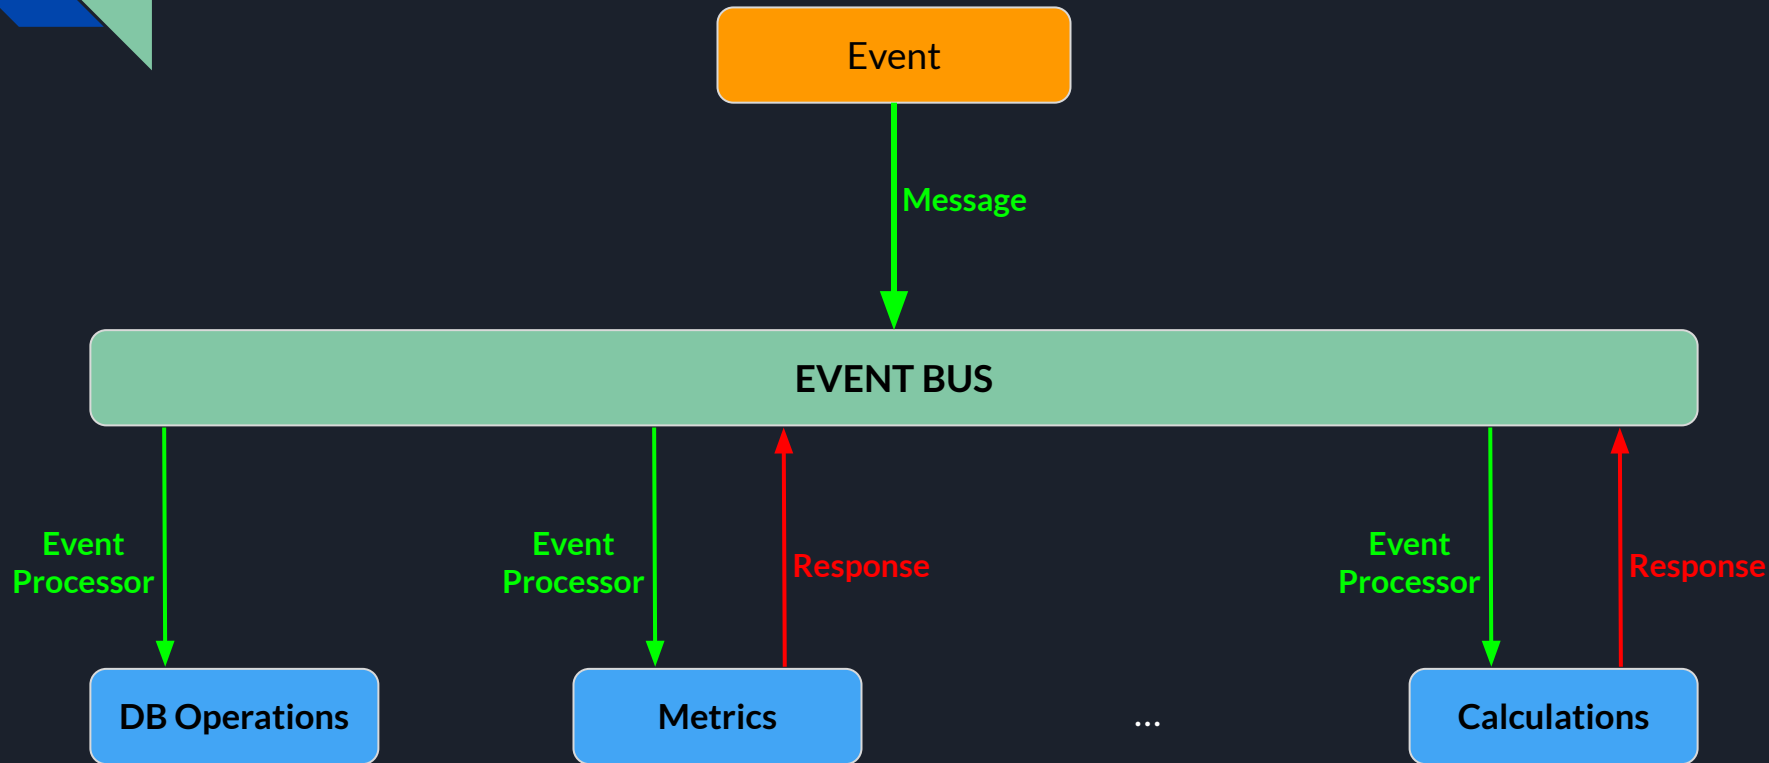 Event
Message
EVENT BUS
Event
Processor
Event
Processor
Response
Event
Processor
Response
DB Operations
Metrics
...
Calculations